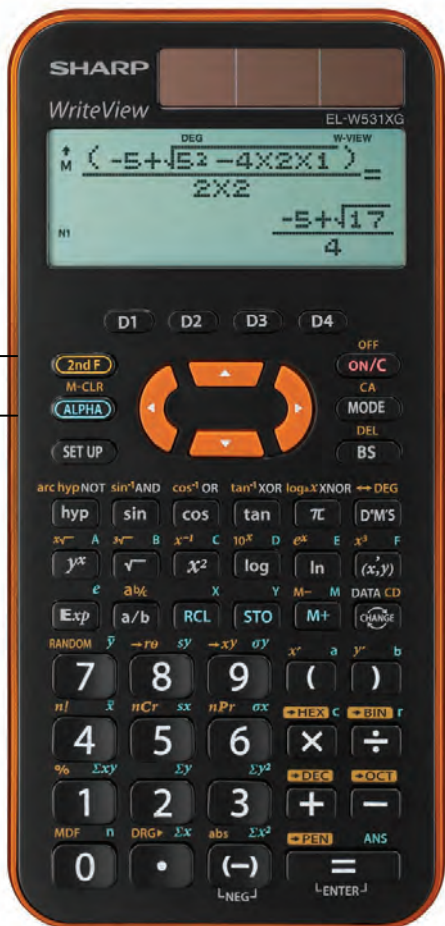 SHARP
WriteView
EL-W531XG
DEG W-VIEW
M (-5+√5²-4×2×1) =
2×2
N1 -5+√17
4
D1 D2 D3 D4
OFF
2nd F ON/C
M-CLR CA
ALPHA MODE
DEL
SET UP BS
arc hyp NOT sin⁻¹ AND cos⁻¹ OR tan⁻¹ XOR logₐx XNOR ↔DEG
hyp sin cos tan π D°M'S
ˣ√ A ³√ B x⁻¹ C 10ˣ D eˣ E x³ F
yˣ √ x² log ln (x,y)
e ab/c X Y M− M DATA CD
Exp a/b RCL STO M+ CHANGE
RANDOM ȳ →rθ sy →xy σy x' a y' b
7 8 9 ( )
n! x̄ nCr sx nPr σx →HEX c →BIN r
4 5 6 × ÷
% Σxy Σy Σy² →DEC →OCT
1 2 3 + −
MDF n DRG▸ Σx abs Σx² →PEN ANS
0 • (−) =
NEG ENTER